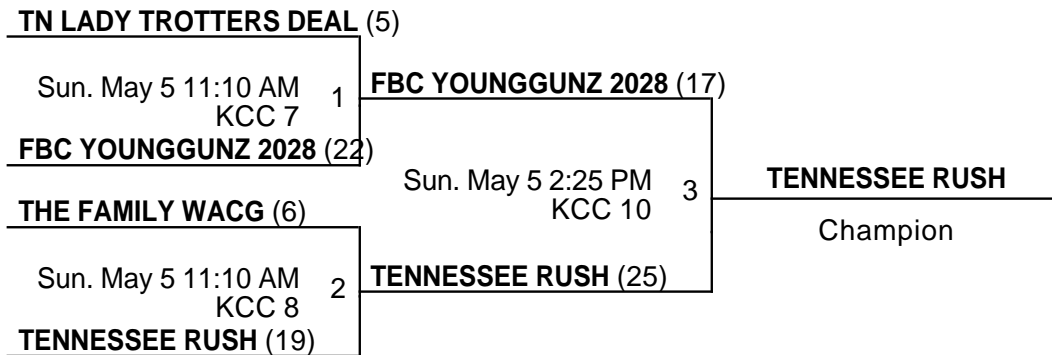 TN LADY TROTTERS DEAL (5)
Sun. May 5 11:10 AM
KCC 7
1
FBC YOUNGGUNZ 2028 (22)
FBC YOUNGGUNZ 2028 (17)
THE FAMILY WACG (6)
Sun. May 5 11:10 AM
KCC 8
2
TENNESSEE RUSH (19)
TENNESSEE RUSH (25)
Sun. May 5 2:25 PM
KCC 10
3
TENNESSEE RUSH
Champion